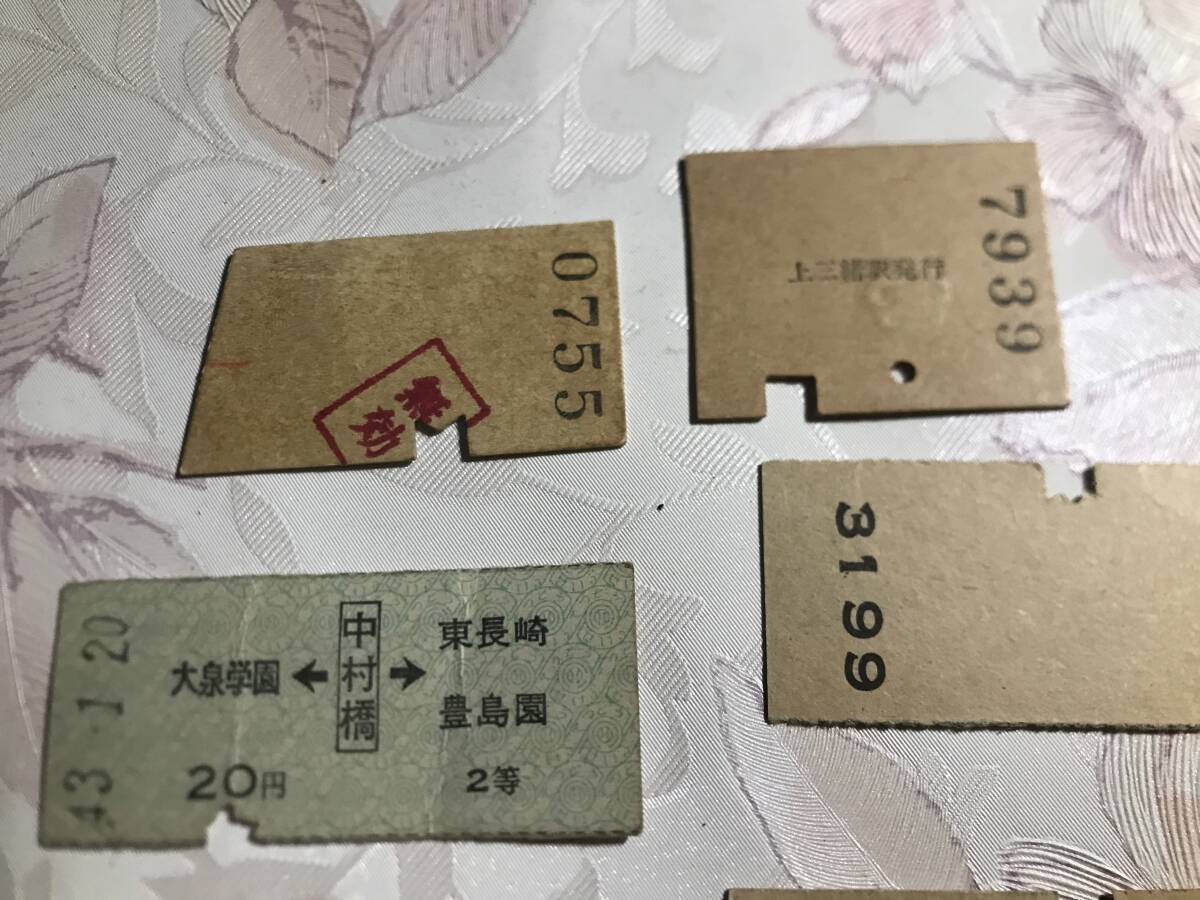 0755
無効
7939
上三緒駅発行
3199
43.-1.20
大泉学園 ← 中村橋 → 東長崎
豊島園
20円
2等